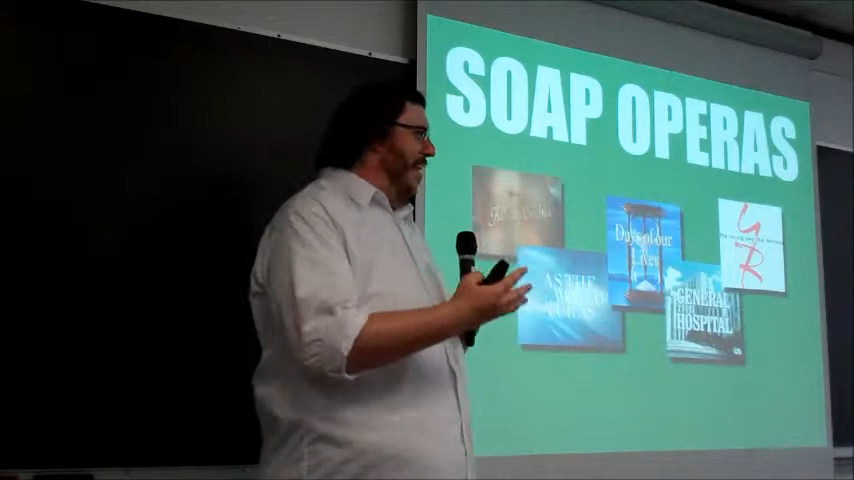 SOAP OPERAS
Days of our
Lives
AS THE
WORLD
TURNS
GENERAL
HOSPITAL